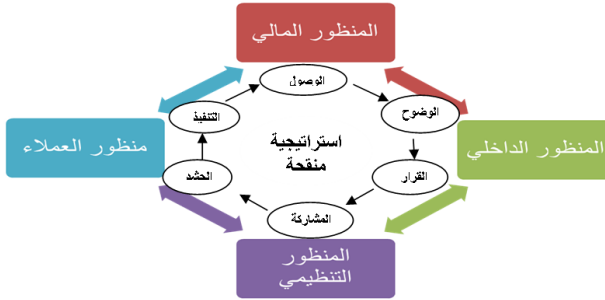 المنظور المالي
الوصول
التنفيذ
الوضوح
منظور العملاء
استراتيجية
منقحة
المنظور الداخلي
الحشد
القرار
المشاركة
المنظور
التنظيمي